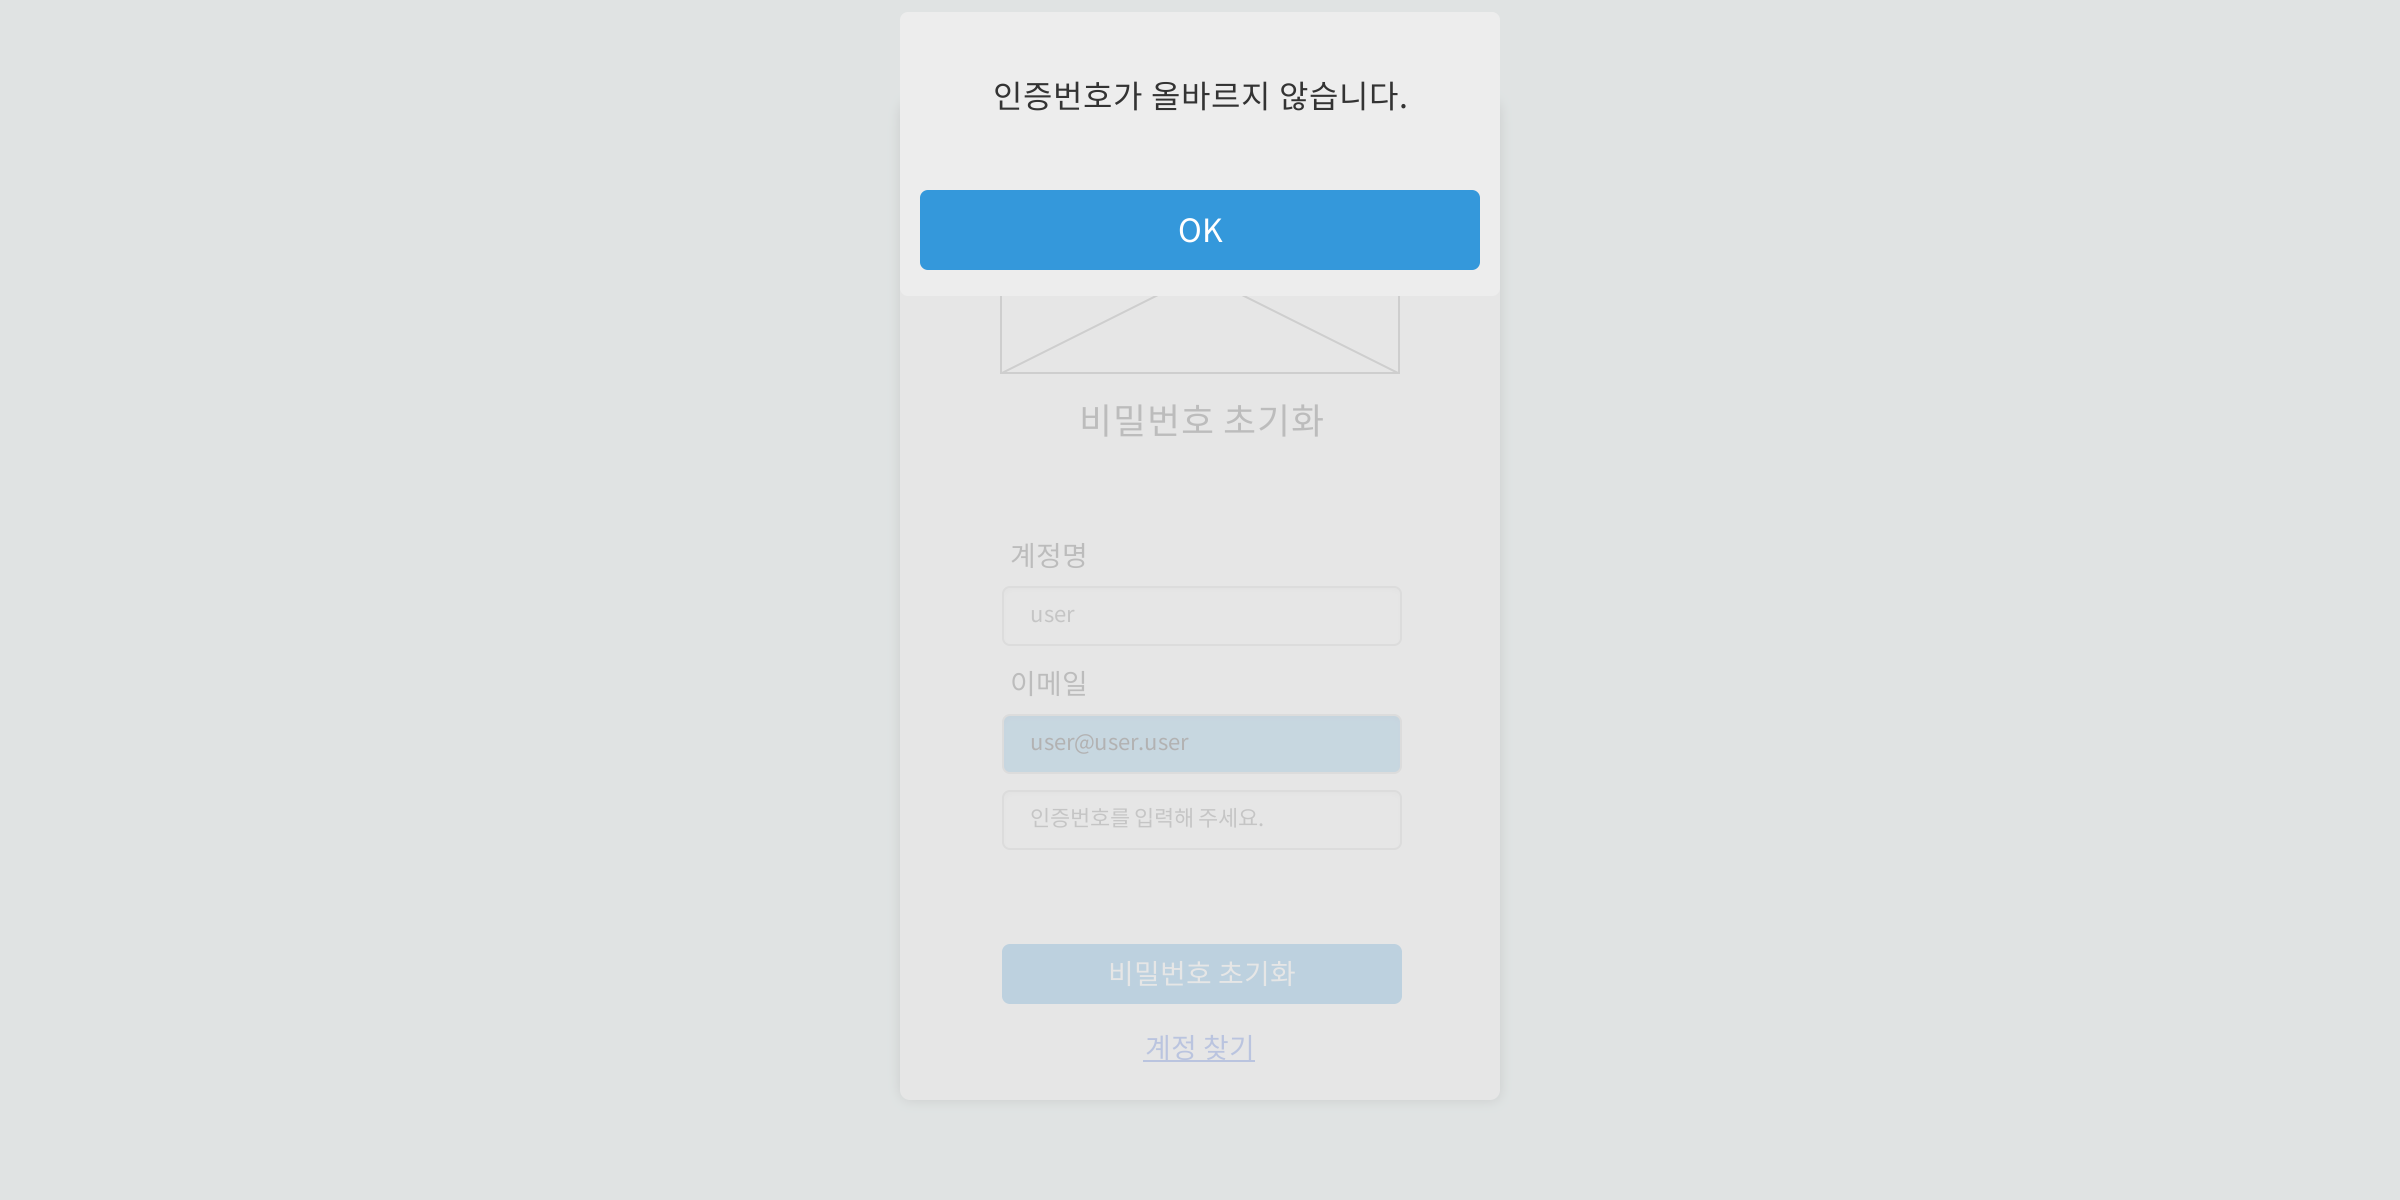 인증번호가 올바르지 않습니다.
OK
비밀번호 초기화
계정명
user
이메일
user@user.user
인증번호를 입력해 주세요.
비밀번호 초기화
계정 찾기